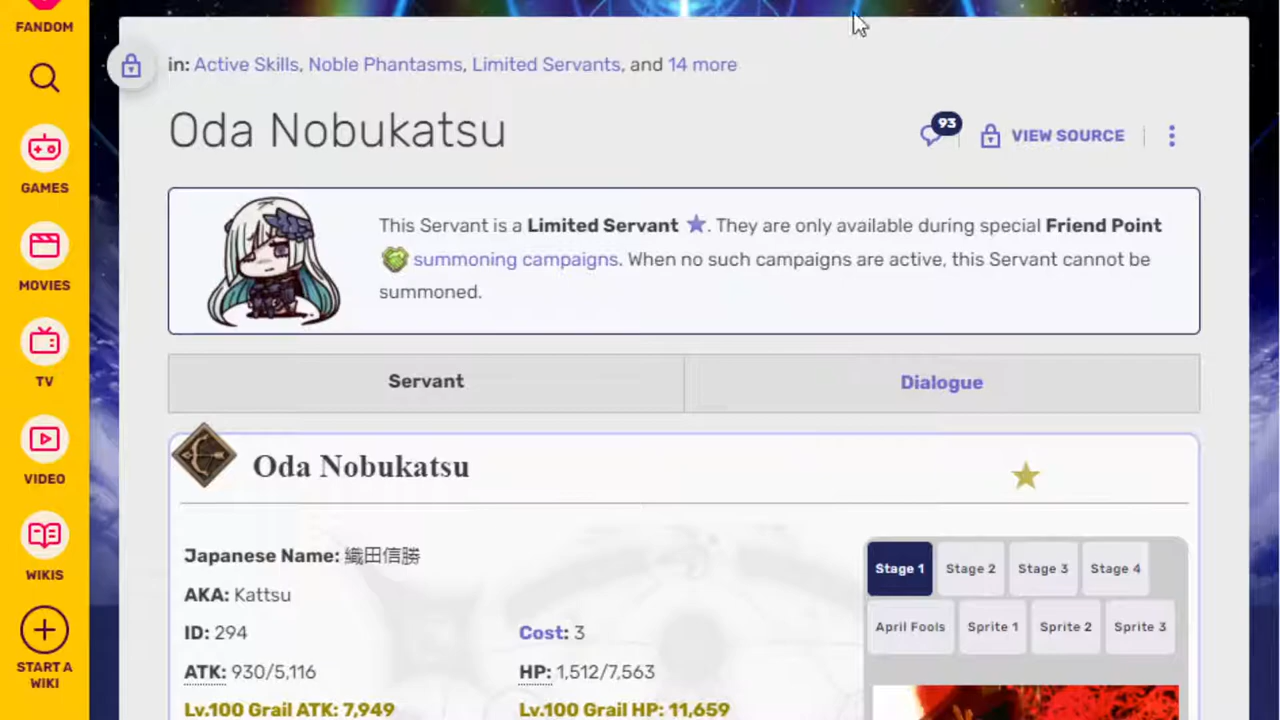 FANDOM
GAMES
MOVIES
TV
VIDEO
WIKIS
START A
WIKI
in: Active Skills, Noble Phantasms, Limited Servants, and 14 more
Oda Nobukatsu
93
VIEW SOURCE
This Servant is a Limited Servant ★. They are only available during special Friend Point
summoning campaigns. When no such campaigns are active, this Servant cannot be
summoned.
Servant
Dialogue
Oda Nobukatsu
Japanese Name: 織田信勝
AKA: Kattsu
ID: 294
Cost: 3
ATK: 930/5,116
HP: 1,512/7,563
Lv.100 Grail ATK: 7,949
Lv.100 Grail HP: 11,659
Stage 1
Stage 2
Stage 3
Stage 4
April Fools
Sprite 1
Sprite 2
Sprite 3